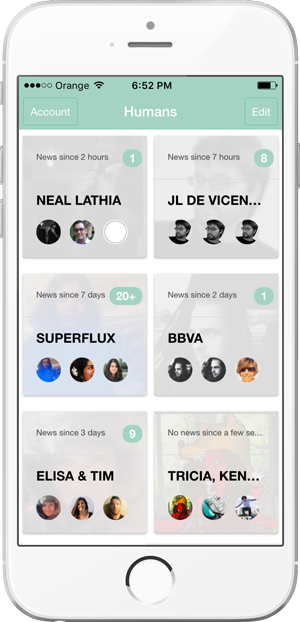 Orange 6:52 PM
Account Humans Edit
News since 2 hours 1
NEAL LATHIA
News since 7 hours 8
JL DE VICEN...
News since 7 days 20+
SUPERFLUX
News since 2 days 1
BBVA
News since 3 days 9
ELISA & TIM
No news since a few se...
TRICIA, KEN...